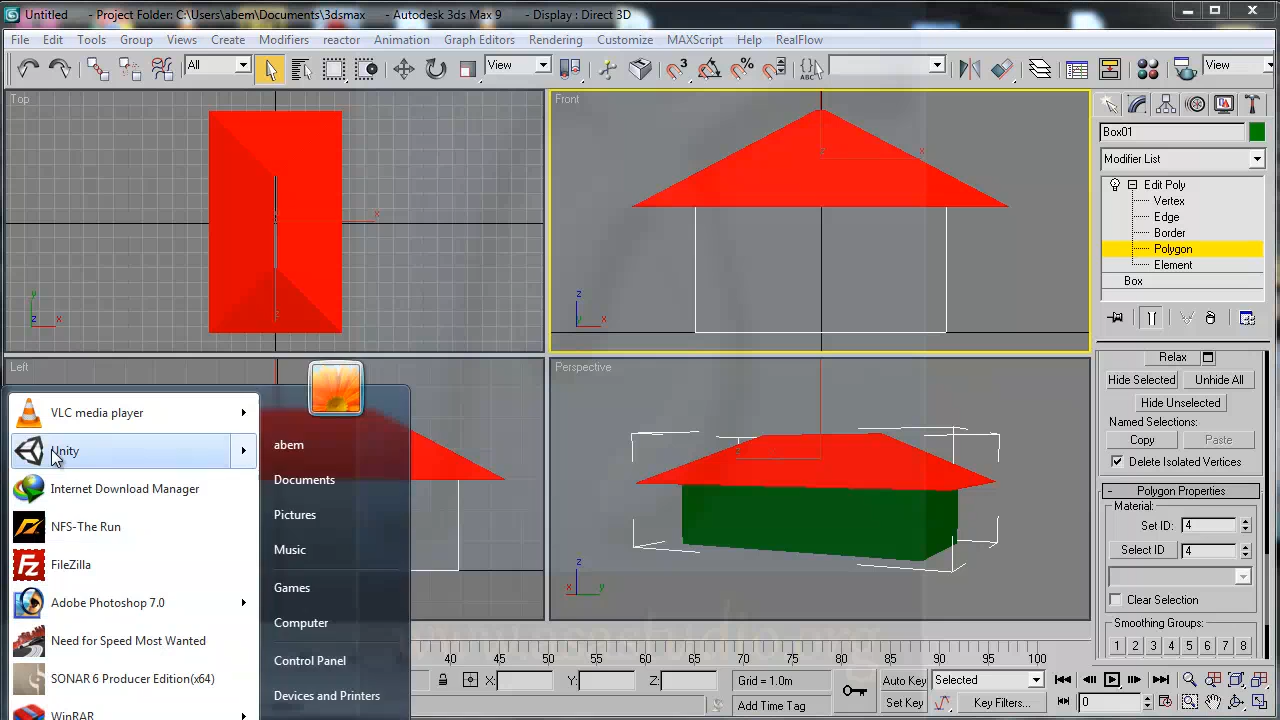 Untitled - Project Folder: C:\Users\abem\Documents\3dsmax - Autodesk 3ds Max 9 - Display : Direct 3D
File Edit Tools Group Views Create Modifiers reactor Animation Graph Editors Rendering Customize MAXScript Help RealFlow
All View View
Top Front
Box01
Modifier List
Edit Poly
Vertex
Edge
Border
Polygon
Element
Box
Left Perspective
Relax
Hide Selected Unhide All
Hide Unselected
Named Selections:
Copy Paste
Delete Isolated Vertices
- Polygon Properties
Material:
Set ID: 4
Select ID 4
Clear Selection
Smoothing Groups:
1 2 3 4 5 6 7 8
VLC media player
Unity
Internet Download Manager
NFS-The Run
FileZilla
Adobe Photoshop 7.0
Need for Speed Most Wanted
SONAR 6 Producer Edition(x64)
WinRAR
abem
Documents
Pictures
Music
Games
Computer
Control Panel
Devices and Printers
40 45 50 55 60 65 70 75 80 85 90 95 100
X: Y: Z: Grid = 1.0m Auto Key Selected
Add Time Tag Set Key Key Filters... 0